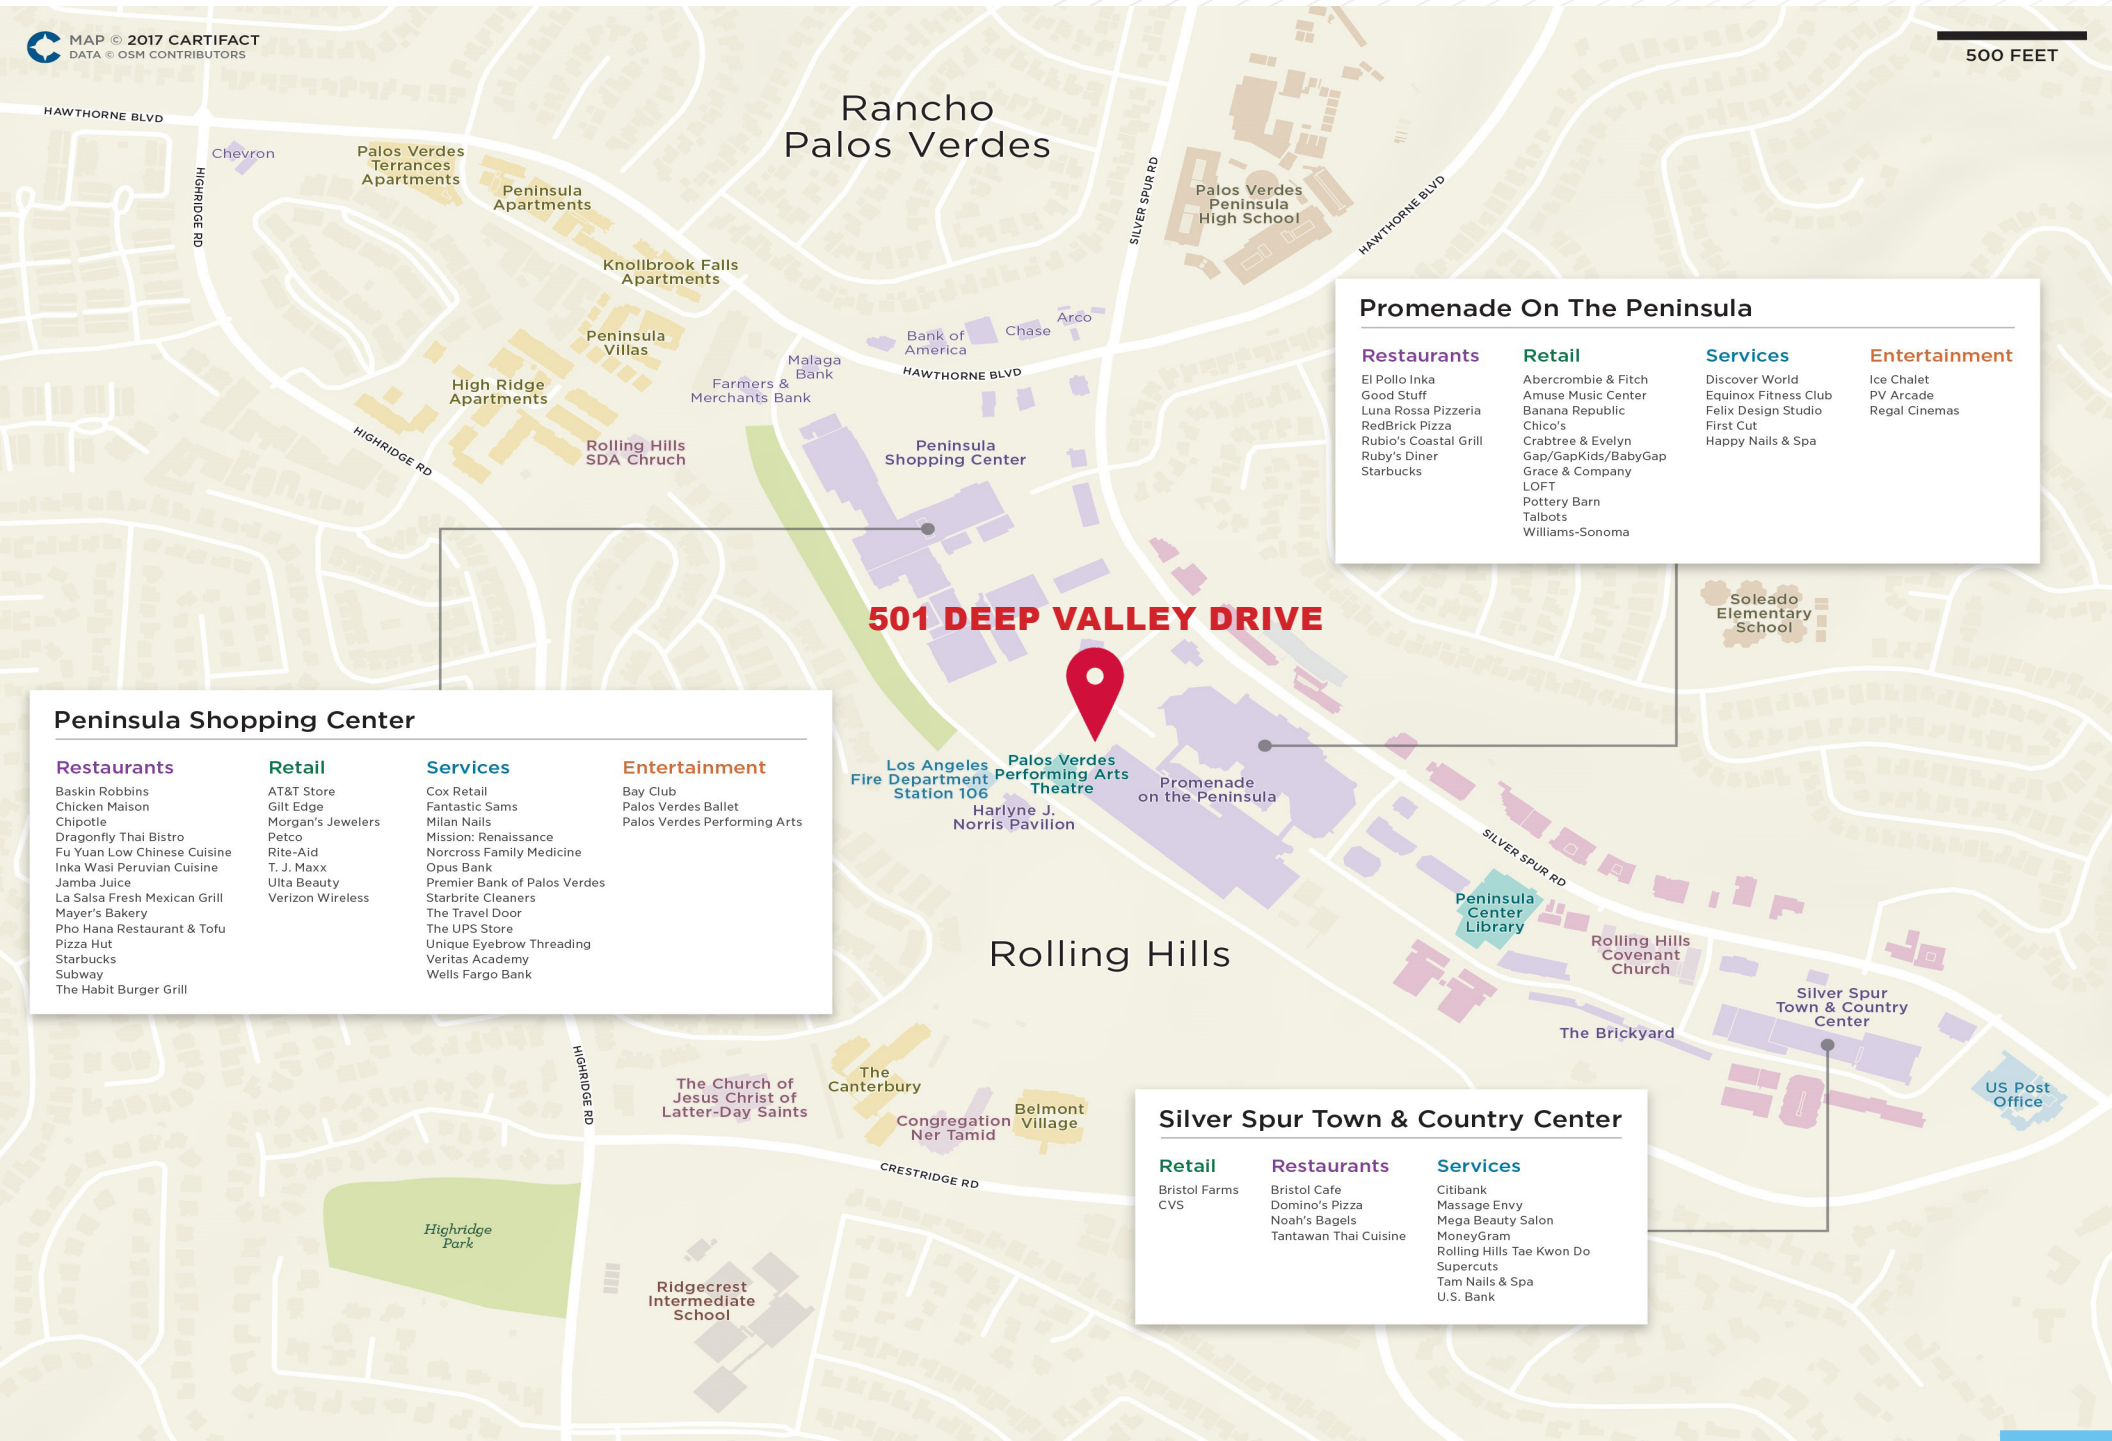 MAP © 2017 CARTIFACT
DATA © OSM CONTRIBUTORS
500 FEET
HAWTHORNE BLVD
HIGHRIDGE RD
Chevron
Palos Verdes
Terrances
Apartments
Peninsula
Apartments
Rancho
Palos Verdes
SILVER SPUR RD
Palos Verdes
Peninsula
High School
HAWTHORNE BLVD
Knollbrook Falls
Apartments
Peninsula
Villas
High Ridge
Apartments
HIGHRIDGE RD
Rolling Hills
SDA Chruch
Farmers &
Merchants Bank
Malaga
Bank
Bank of
America
Chase
Arco
HAWTHORNE BLVD
Peninsula
Shopping Center
Promenade On The Peninsula
Restaurants
El Pollo Inka
Good Stuff
Luna Rossa Pizzeria
RedBrick Pizza
Rubio's Coastal Grill
Ruby's Diner
Starbucks
Retail
Abercrombie & Fitch
Amuse Music Center
Banana Republic
Chico's
Crabtree & Evelyn
Gap/GapKids/BabyGap
Grace & Company
LOFT
Pottery Barn
Talbots
Williams-Sonoma
Services
Discover World
Equinox Fitness Club
Felix Design Studio
First Cut
Happy Nails & Spa
Entertainment
Ice Chalet
PV Arcade
Regal Cinemas
Soleado
Elementary
School
501 DEEP VALLEY DRIVE
Peninsula Shopping Center
Restaurants
Baskin Robbins
Chicken Maison
Chipotle
Dragonfly Thai Bistro
Fu Yuan Low Chinese Cuisine
Inka Wasi Peruvian Cuisine
Jamba Juice
La Salsa Fresh Mexican Grill
Mayer's Bakery
Pho Hana Restaurant & Tofu
Pizza Hut
Starbucks
Subway
The Habit Burger Grill
Retail
AT&T Store
Gilt Edge
Morgan's Jewelers
Petco
Rite-Aid
T. J. Maxx
Ulta Beauty
Verizon Wireless
Services
Cox Retail
Fantastic Sams
Milan Nails
Mission: Renaissance
Norcross Family Medicine
Opus Bank
Premier Bank of Palos Verdes
Starbrite Cleaners
The Travel Door
The UPS Store
Unique Eyebrow Threading
Veritas Academy
Wells Fargo Bank
Entertainment
Bay Club
Palos Verdes Ballet
Palos Verdes Performing Arts
Los Angeles
Fire Department
Station 106
Palos Verdes
Performing Arts
Theatre
Harlyne J.
Norris Pavilion
Promenade
on the Peninsula
SILVER SPUR RD
Peninsula
Center
Library
Rolling Hills
Rolling Hills
Covenant
Church
Silver Spur
Town & Country
Center
The Brickyard
US Post
Office
HIGHRIDGE RD
The Church of
Jesus Christ of
Latter-Day Saints
The
Canterbury
Congregation
Ner Tamid
Belmont
Village
CRESTRIDGE RD
Highridge
Park
Ridgecrest
Intermediate
School
Silver Spur Town & Country Center
Retail
Bristol Farms
CVS
Restaurants
Bristol Cafe
Domino's Pizza
Noah's Bagels
Tantawan Thai Cuisine
Services
Citibank
Massage Envy
Mega Beauty Salon
MoneyGram
Rolling Hills Tae Kwon Do
Supercuts
Tam Nails & Spa
U.S. Bank